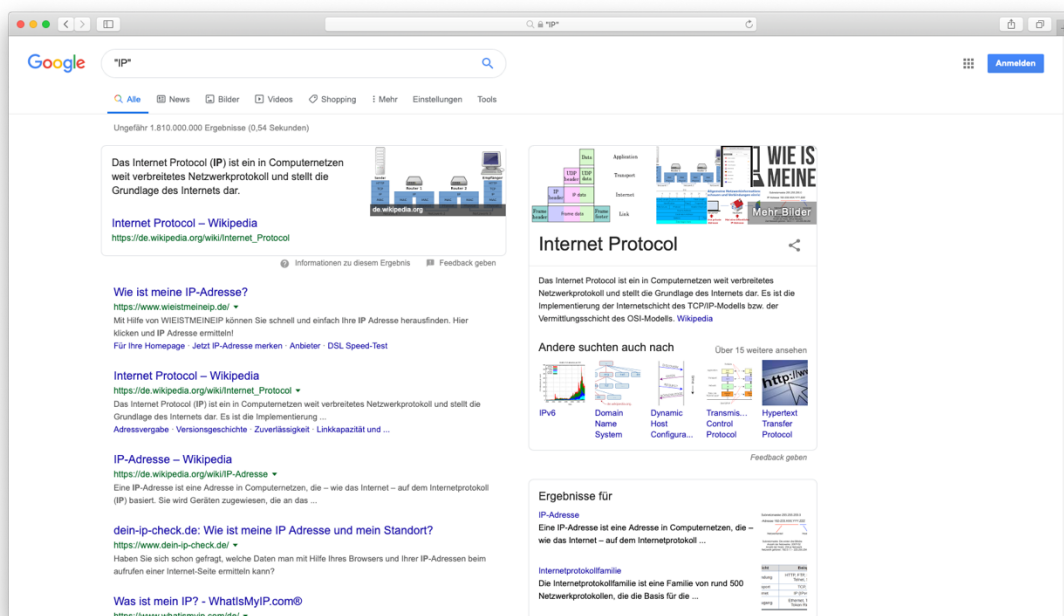 "IP"
Google
"IP"
Anmelden
Alle News Bilder Videos Shopping Mehr Einstellungen Tools
Ungefähr 1.810.000.000 Ergebnisse (0,54 Sekunden)
Das Internet Protocol (IP) ist ein in Computernetzen
weit verbreitetes Netzwerkprotokoll und stellt die
Grundlage des Internets dar.
de.wikipedia.org
Internet Protocol – Wikipedia
https://de.wikipedia.org/wiki/Internet_Protocol
Informationen zu diesem Ergebnis Feedback geben
Wie ist meine IP-Adresse?
https://www.wieistmeineip.de/
Mit Hilfe von WIEISTMEINEIP können Sie schnell und einfach Ihre IP Adresse herausfinden. Hier
klicken und IP Adresse ermitteln!
Für Ihre Homepage · Jetzt IP-Adresse merken · Anbieter · DSL Speed-Test
Internet Protocol – Wikipedia
https://de.wikipedia.org/wiki/Internet_Protocol
Das Internet Protocol (IP) ist ein in Computernetzen weit verbreitetes Netzwerkprotokoll und stellt die
Grundlage des Internets dar. Es ist die Implementierung ...
Adressvergabe · Versionsgeschichte · Zuverlässigkeit · Linkkapazität und ...
IP-Adresse – Wikipedia
https://de.wikipedia.org/wiki/IP-Adresse
Eine IP-Adresse ist eine Adresse in Computernetzen, die – wie das Internet – auf dem Internetprotokoll
(IP) basiert. Sie wird Geräten zugewiesen, die an das ...
dein-ip-check.de: Wie ist meine IP Adresse und mein Standort?
https://www.dein-ip-check.de/
Haben Sie sich schon gefragt, welche Daten man mit Hilfe Ihres Browsers und Ihrer IP-Adressen beim
aufrufen einer Internet-Seite ermitteln kann?
Was ist mein IP? - WhatIsMyIP.com®
https://www.whatismyip.com/de/
Data Application
UDP header UDP data Transport
IP header IP data Internet
Frame header Frame data Frame footer Link
WIE IS
MEINE
Mehr Bilder
Internet Protocol
Das Internet Protocol ist ein in Computernetzen weit verbreitetes
Netzwerkprotokoll und stellt die Grundlage des Internets dar. Es ist die
Implementierung der Internetschicht des TCP/IP-Modells bzw. der
Vermittlungsschicht des OSI-Modells. Wikipedia
Andere suchten auch nach Über 15 weitere ansehen
http://w
IPv6 Domain Dynamic Transmis... Hypertext
Name Host Control Transfer
System Configura... Protocol Protocol
Feedback geben
Ergebnisse für
IP-Adresse
Eine IP-Adresse ist eine Adresse in Computernetzen, die –
wie das Internet – auf dem Internetprotokoll ...
Internetprotokollfamilie
Die Internetprotokollfamilie ist eine Familie von rund 500
Netzwerkprotokollen, die die Basis für die ...